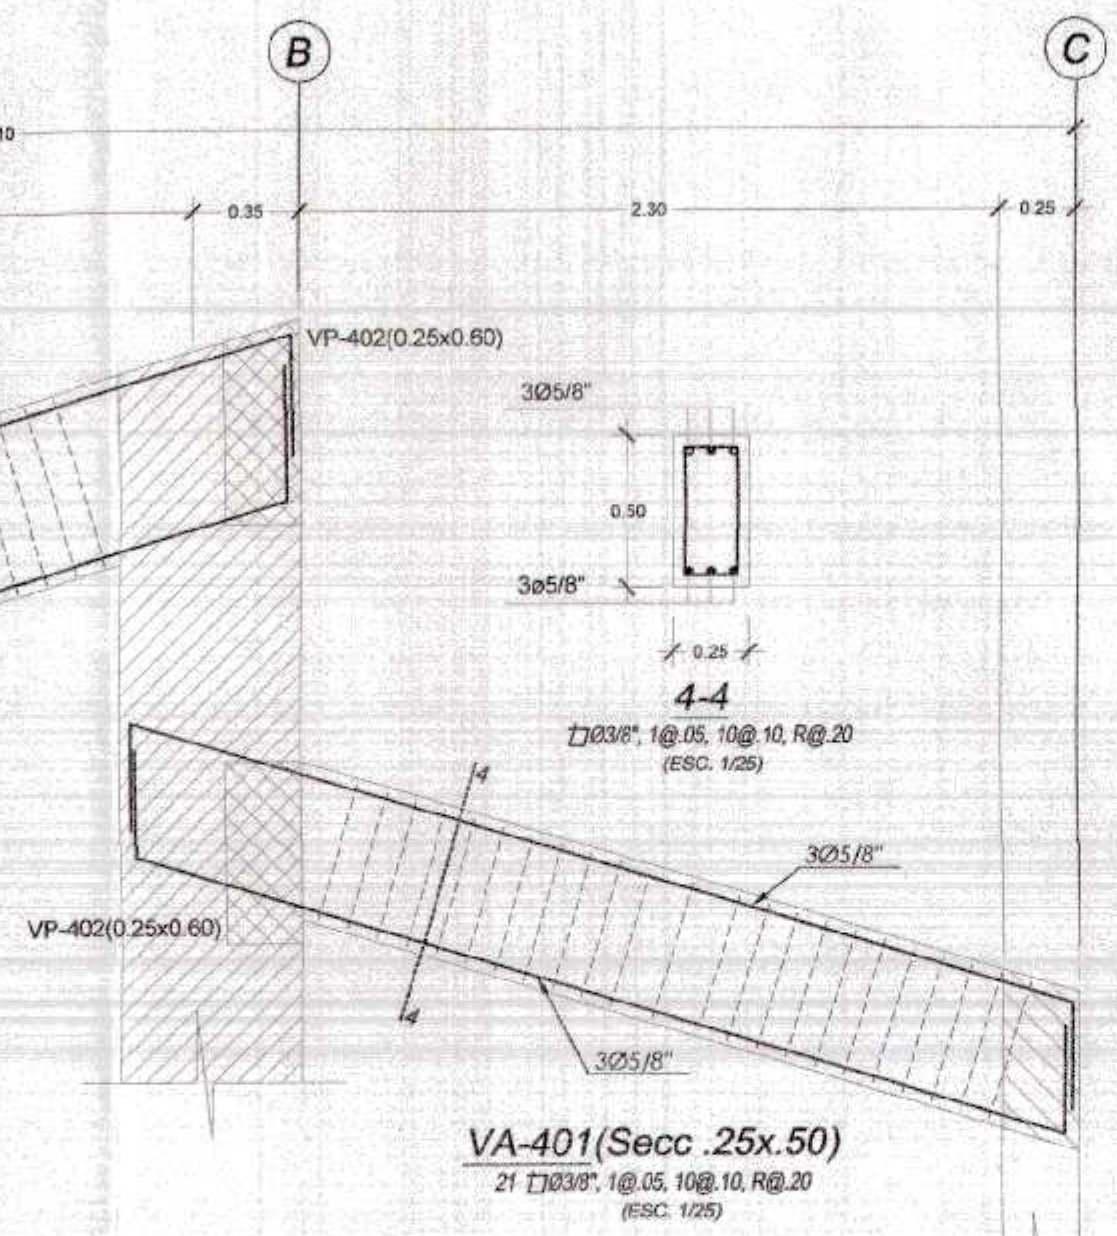 B
C
10
0.35
2.30
0.25
VP-402(0.25x0.60)
3Ø5/8"
0.50
3ø5/8"
0.25
4-4
Ø3/8", 1@.05, 10@.10, R@.20
(ESC. 1/25)
4
3Ø5/8"
VP-402(0.25x0.60)
4
3Ø5/8"
VA-401(Secc .25x.50)
21 Ø3/8", 1@.05, 10@.10, R@.20
(ESC. 1/25)